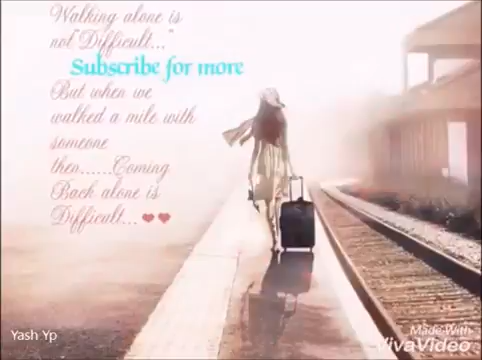 Walking alone is
not"Difficult..."
Subscribe for more
But when we
walked a mile with
someone
then......Coming
Back alone is
Difficult...
Yash Yp
Made With
VivaVideo